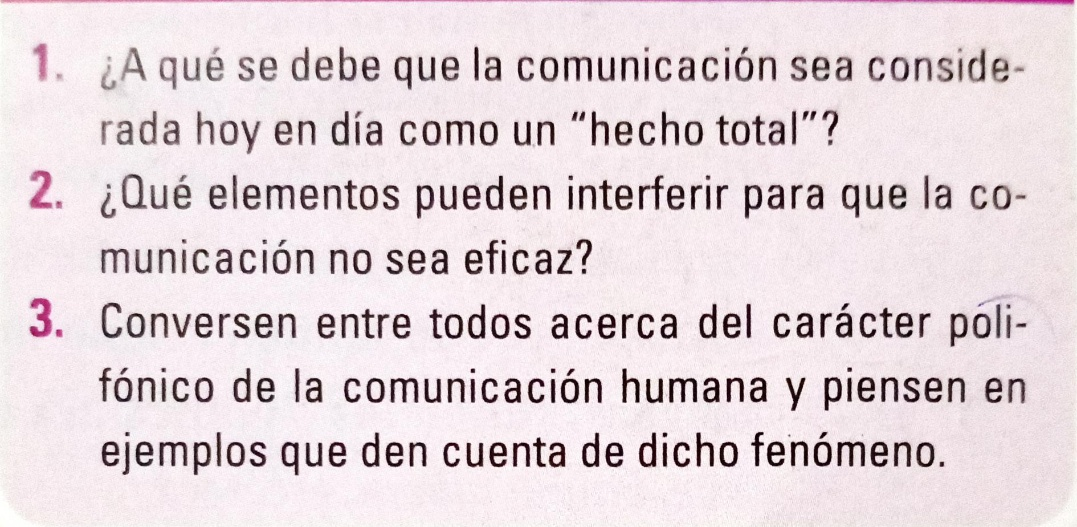 1. ¿A qué se debe que la comunicación sea conside-
rada hoy en día como un "hecho total"?
2. ¿Qué elementos pueden interferir para que la co-
municación no sea eficaz?
3. Conversen entre todos acerca del carácter poli-
fónico de la comunicación humana y piensen en
ejemplos que den cuenta de dicho fenómeno.